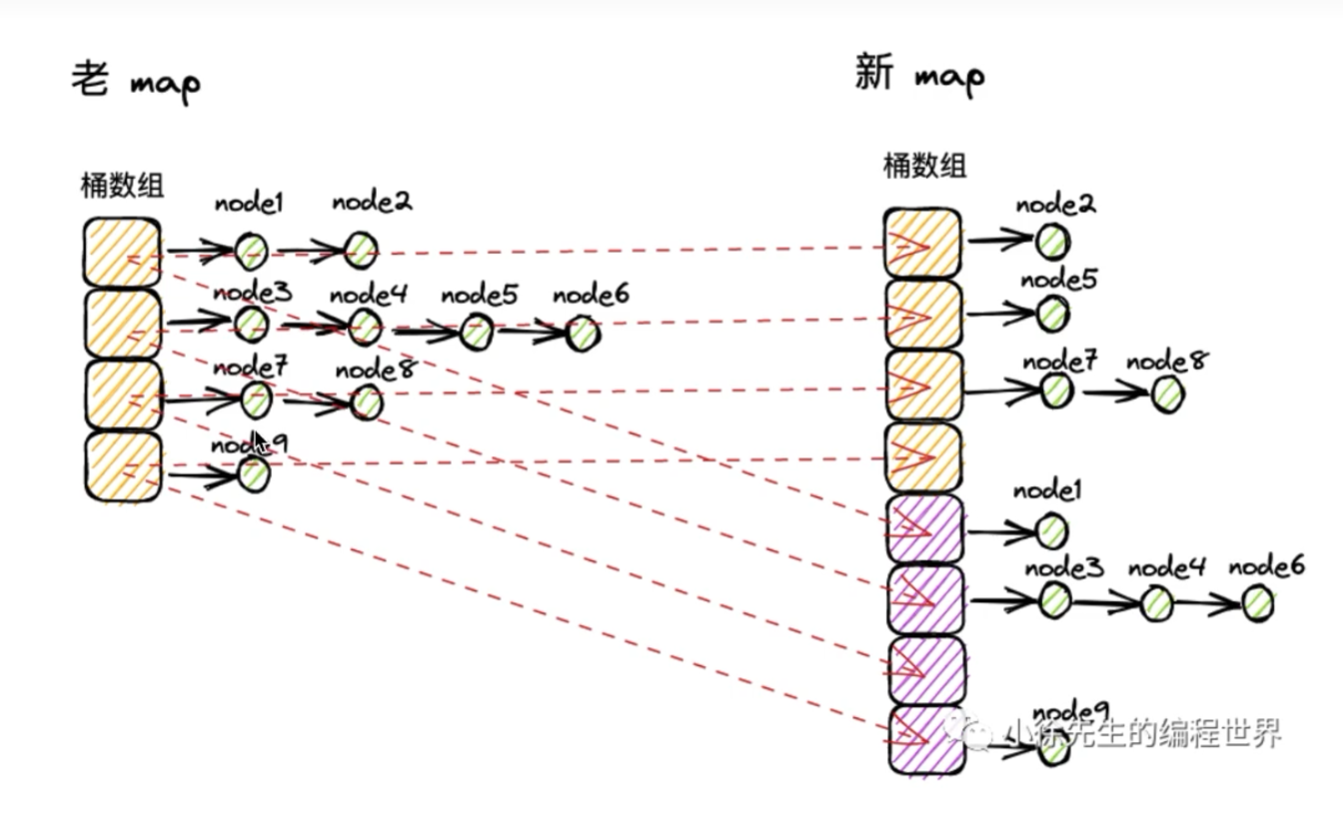 老 map
新 map
桶数组
node1 node2
node3 node4 node5 node6
node7 node8
node9
桶数组
node2
node5
node7 node8
node1
node3 node4 node6
node9
小徐先生的编程世界